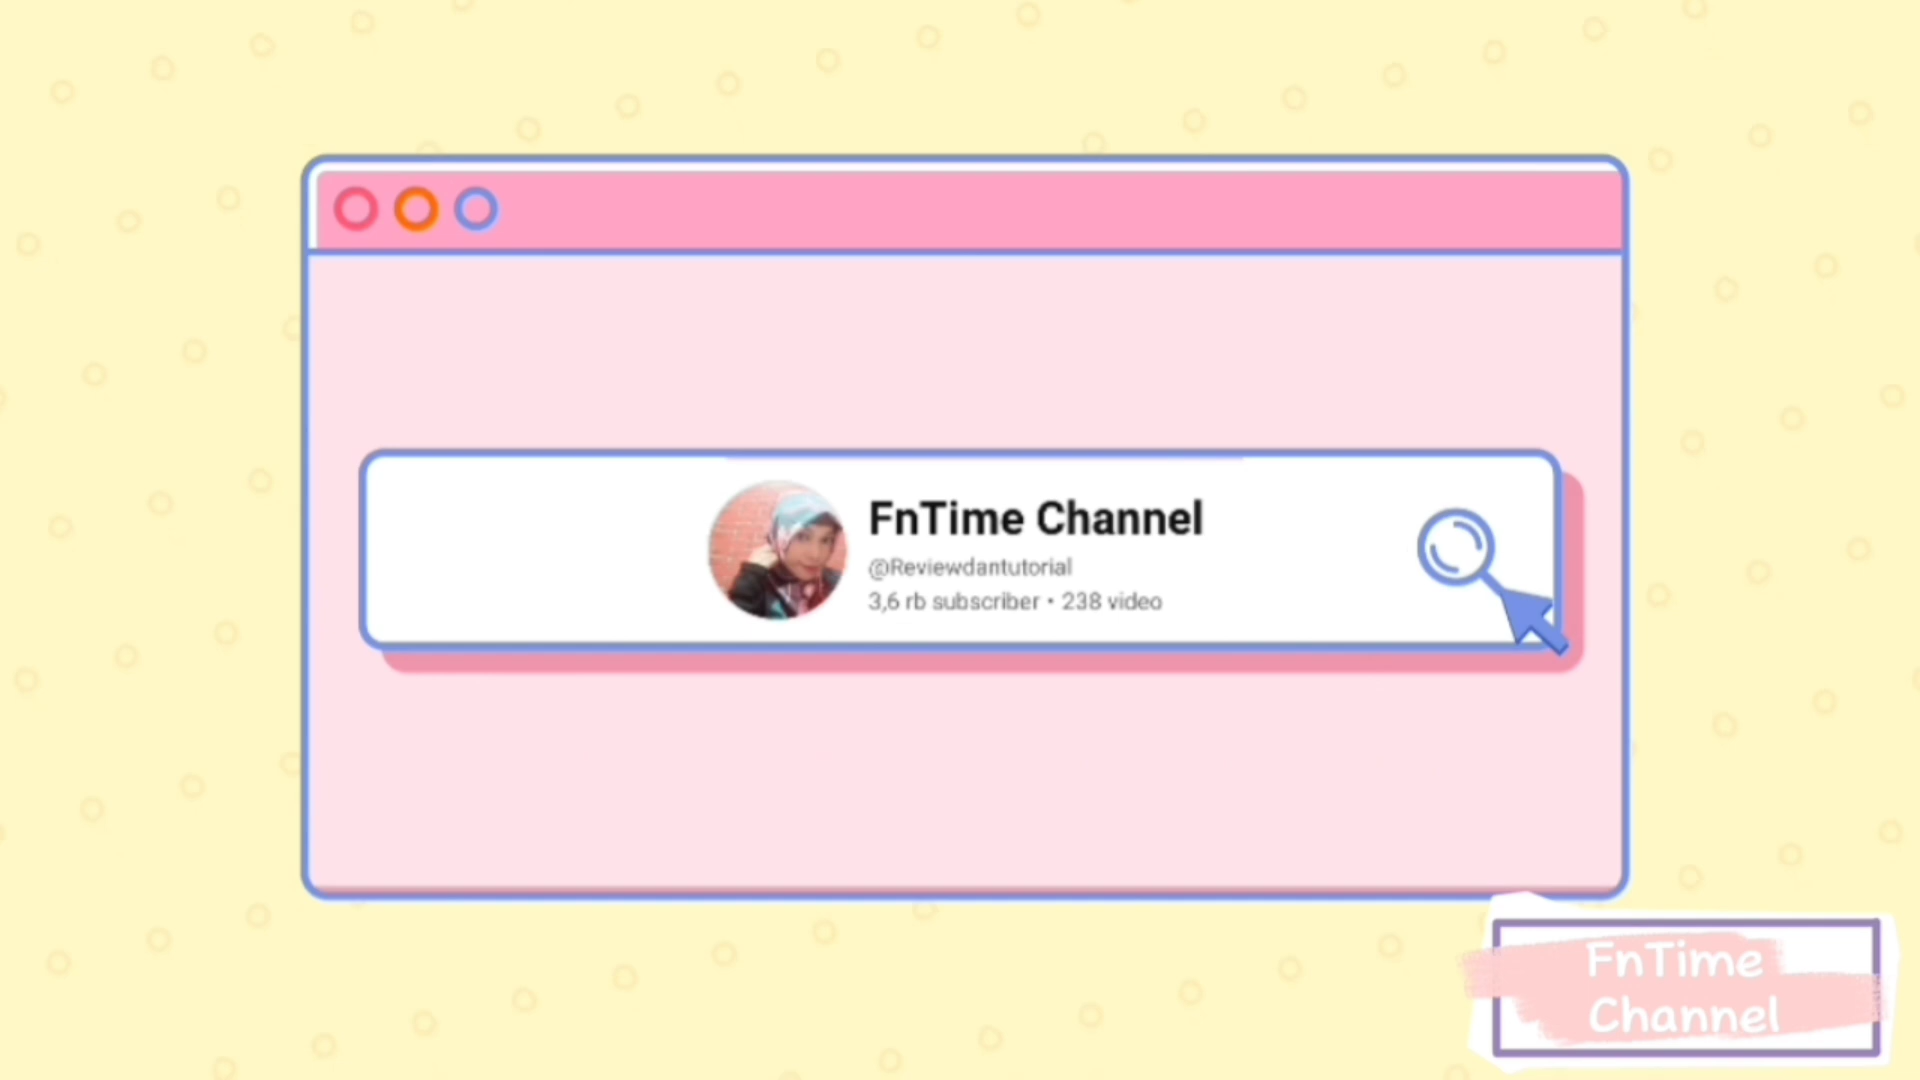 FnTime Channel
@Reviewdantutorial
3,6 rb subscriber • 238 video
FnTime
Channel